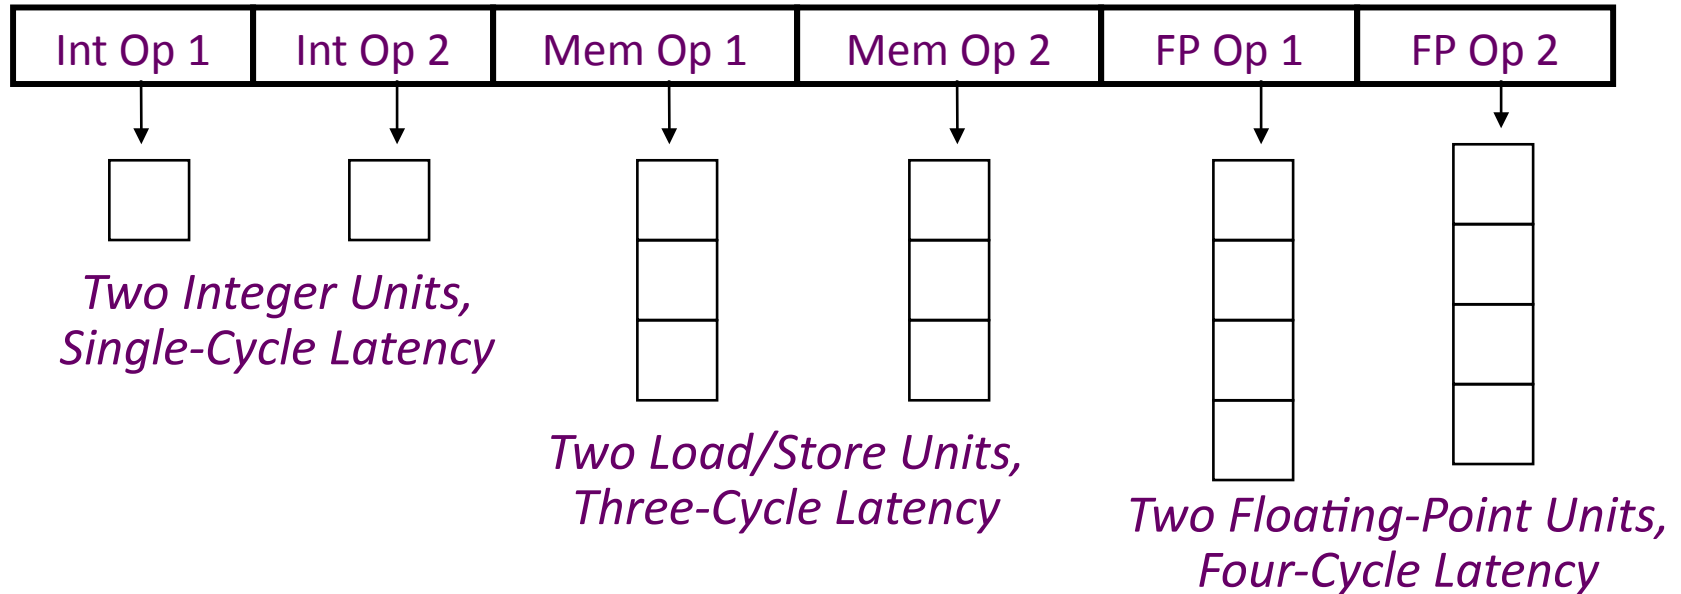 Int Op 1 Int Op 2 Mem Op 1 Mem Op 2 FP Op 1 FP Op 2
Two Integer Units,
Single-Cycle Latency
Two Load/Store Units,
Three-Cycle Latency
Two Floating-Point Units,
Four-Cycle Latency